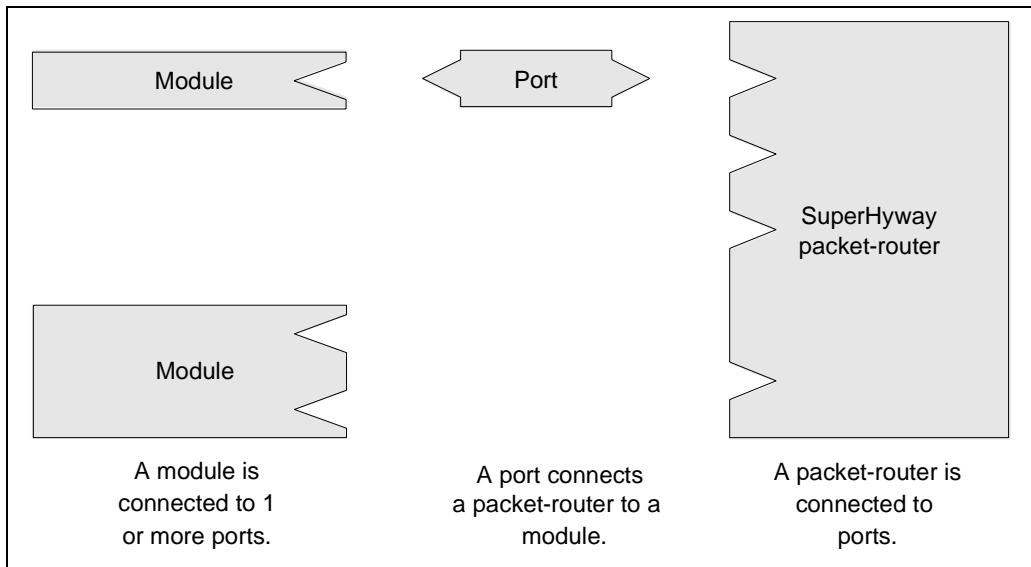 Module
Port
SuperHyway
packet-router
Module
A module is
connected to 1
or more ports.
A port connects
a packet-router to a
module.
A packet-router is
connected to
ports.